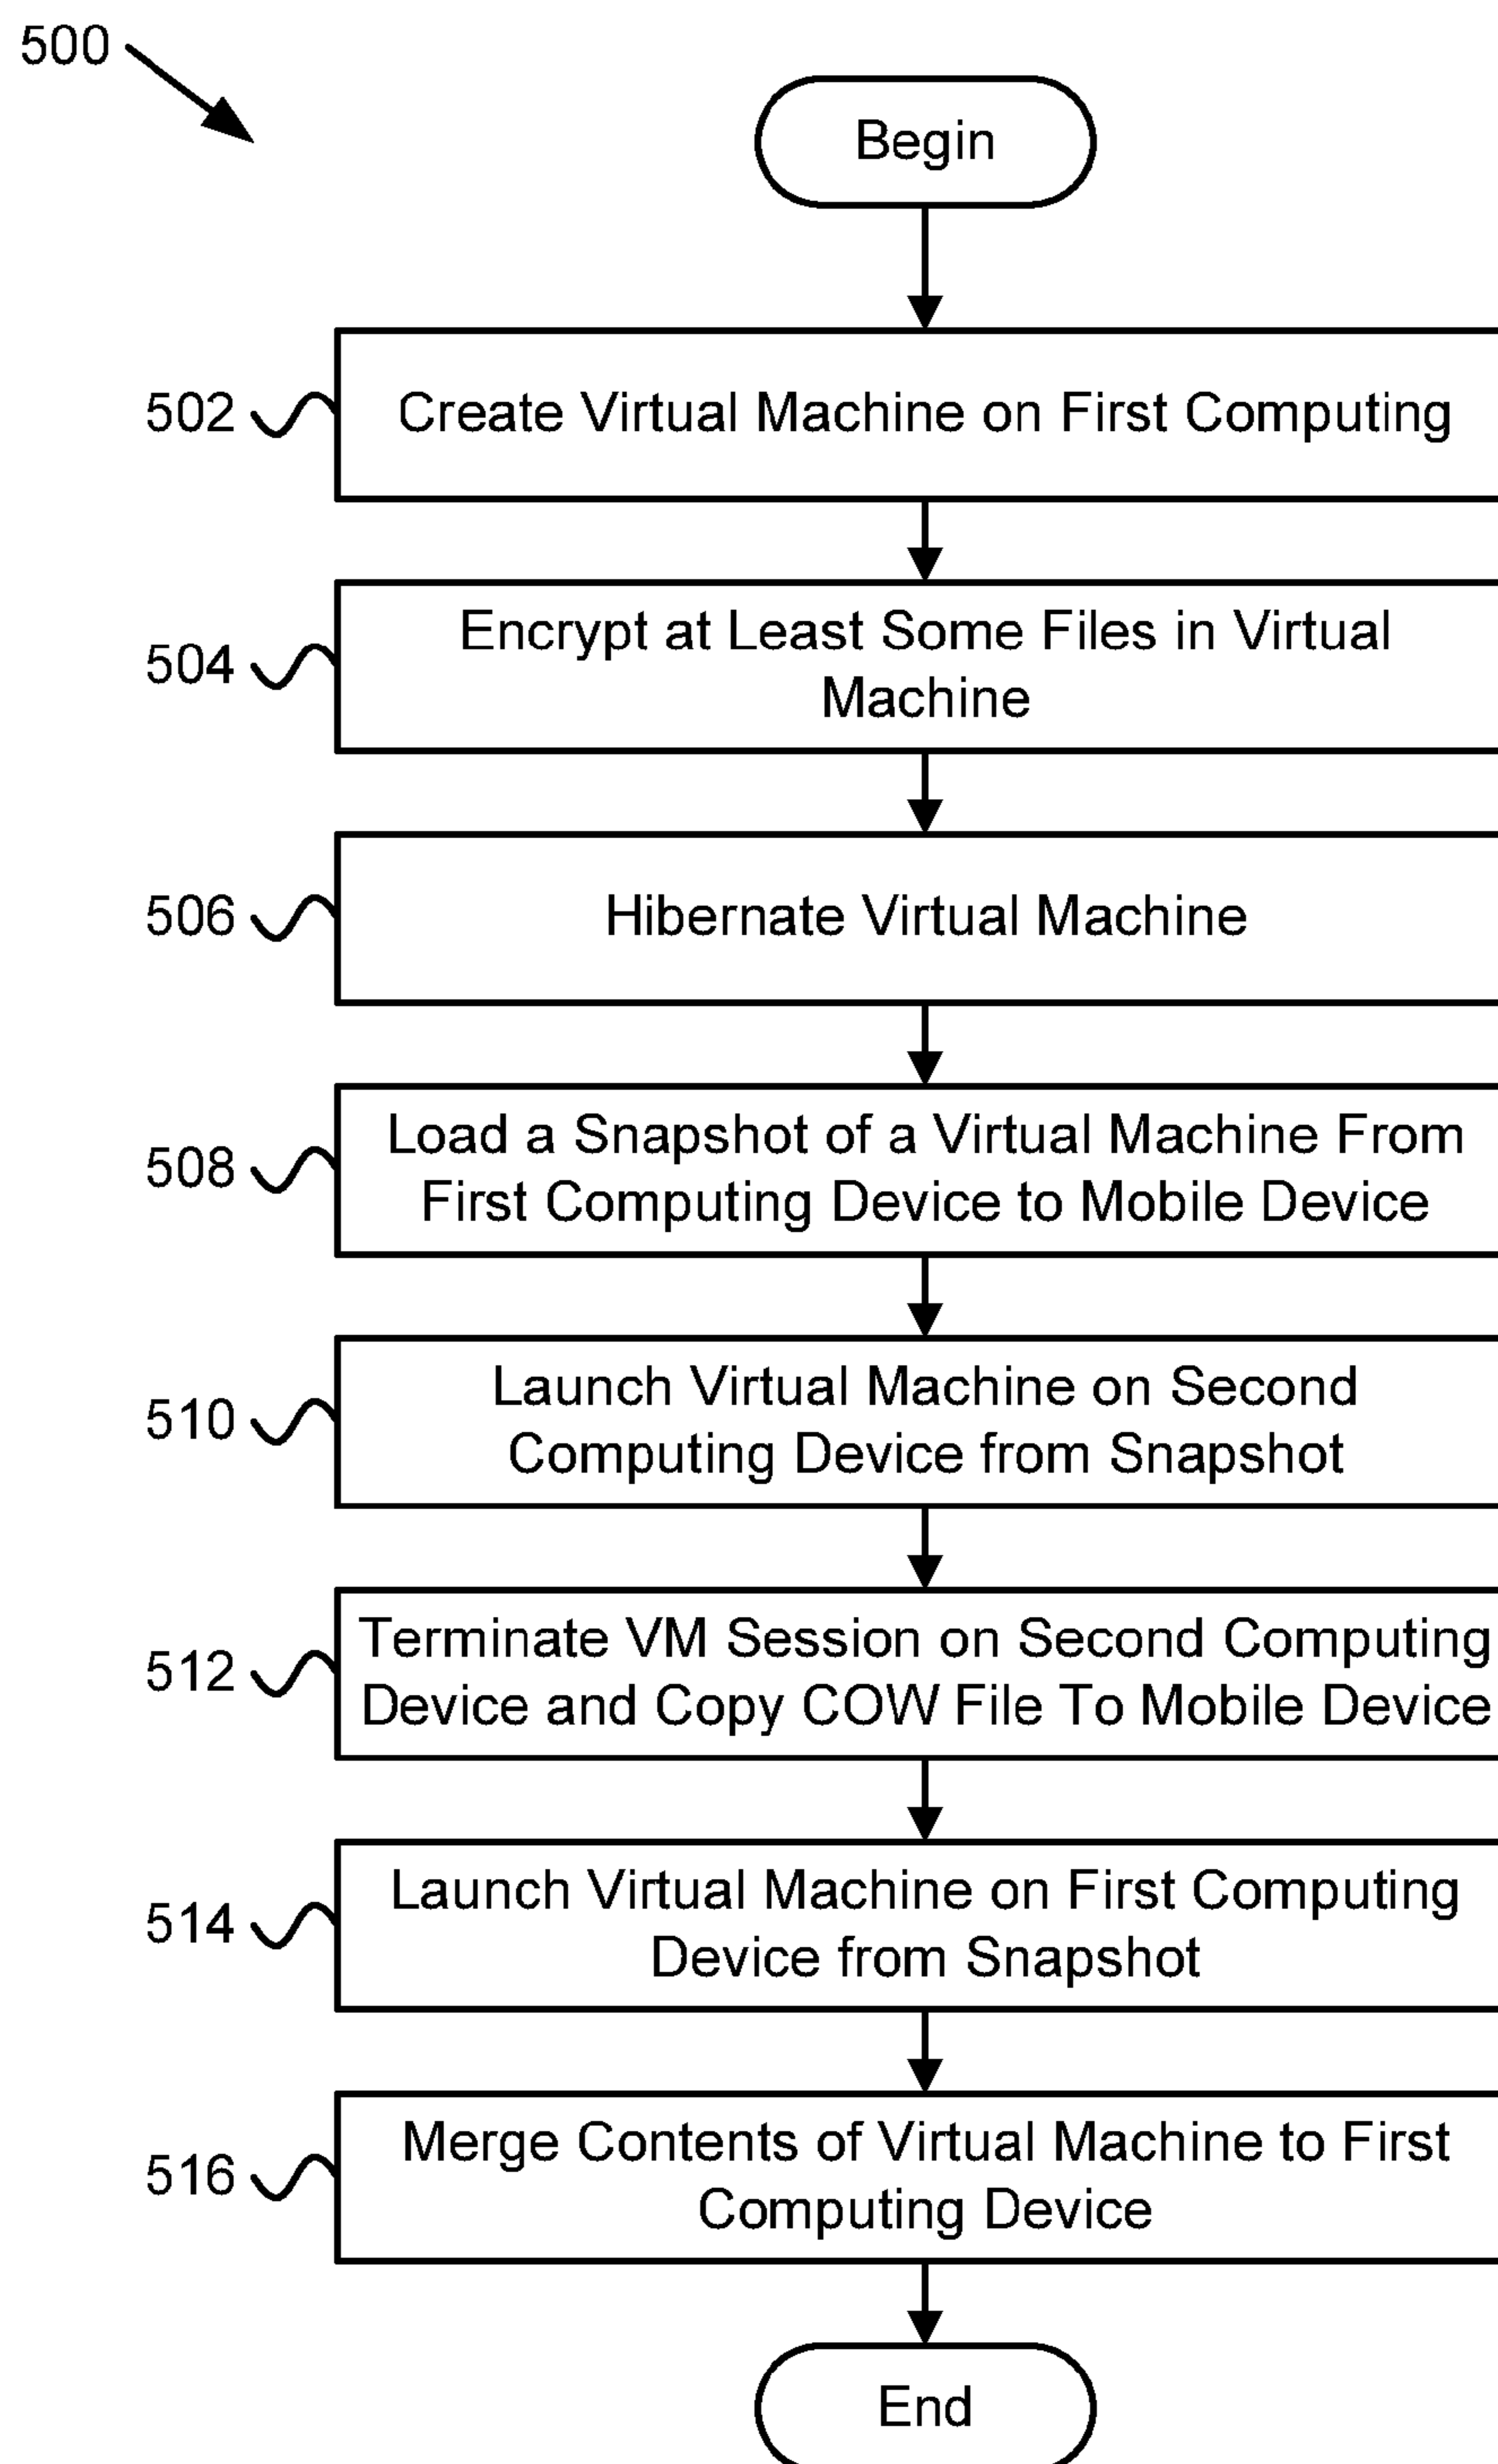 500
Begin
502
Create Virtual Machine on First Computing
504
Encrypt at Least Some Files in Virtual
Machine
506
Hibernate Virtual Machine
508
Load a Snapshot of a Virtual Machine From
First Computing Device to Mobile Device
510
Launch Virtual Machine on Second
Computing Device from Snapshot
512
Terminate VM Session on Second Computing
Device and Copy COW File To Mobile Device
514
Launch Virtual Machine on First Computing
Device from Snapshot
516
Merge Contents of Virtual Machine to First
Computing Device
End